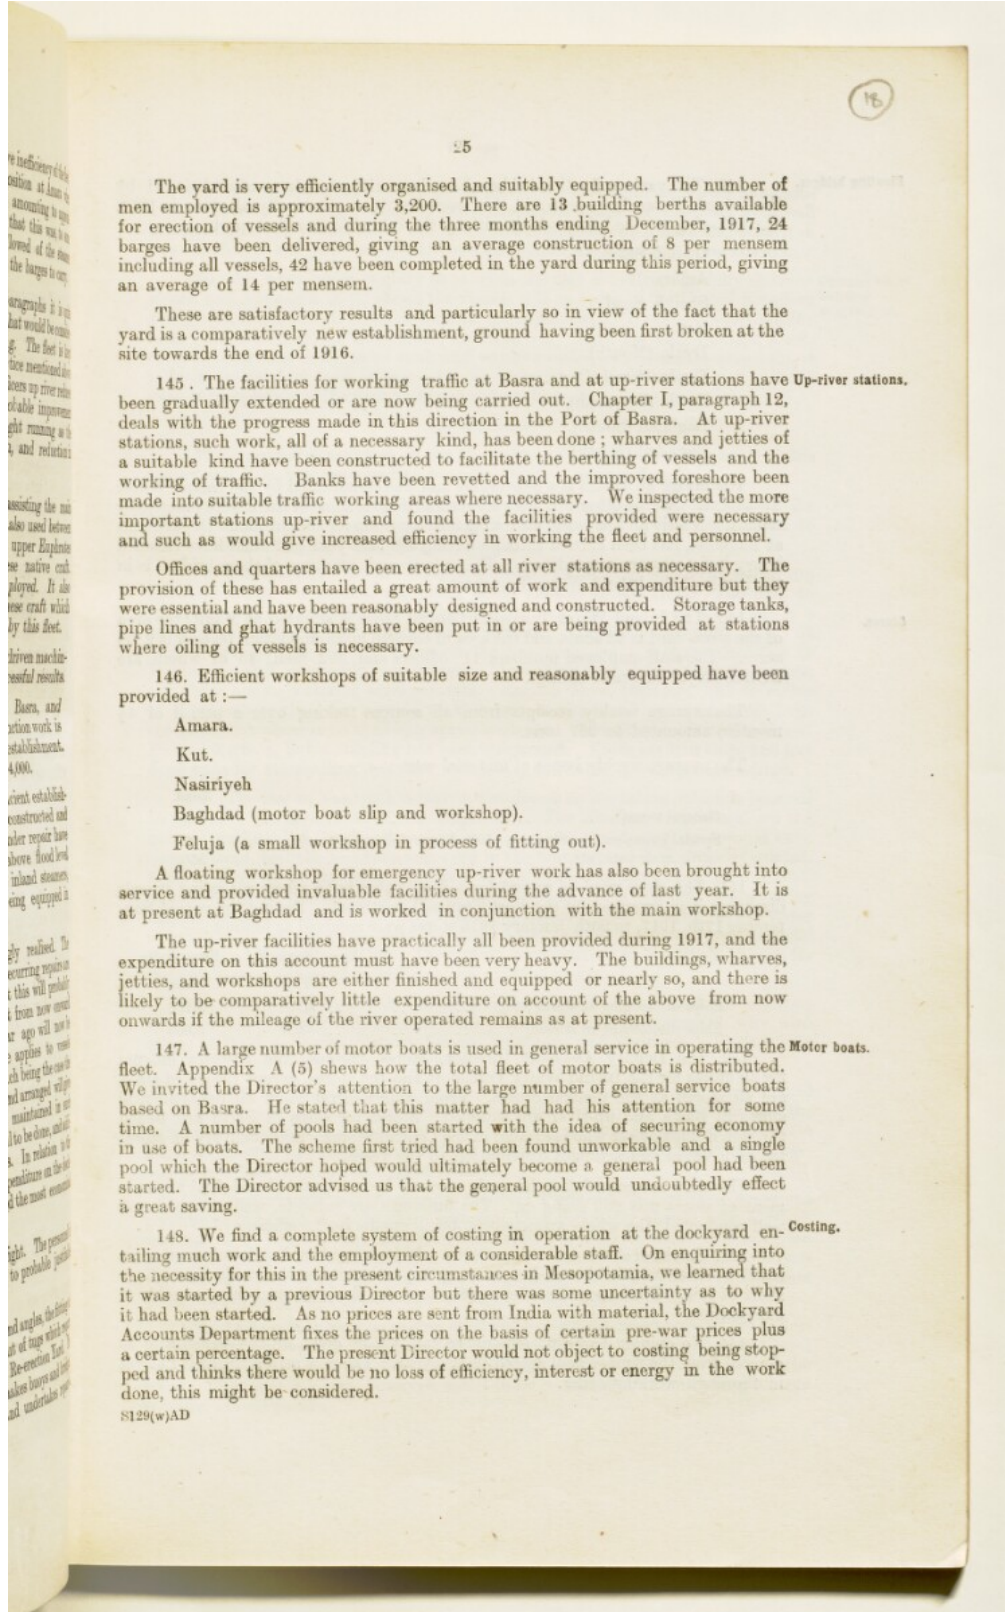 18
25
The yard is very efficiently organised and suitably equipped. The number of
men employed is approximately 3,200. There are 13 building berths available
for erection of vessels and during the three months ending December, 1917, 24
barges have been delivered, giving an average construction of 8 per mensem
including all vessels, 42 have been completed in the yard during this period, giving
an average of 14 per mensem.
These are satisfactory results and particularly so in view of the fact that the
yard is a comparatively new establishment, ground having been first broken at the
site towards the end of 1916.
145. The facilities for working traffic at Basra and at up-river stations have Up-river stations.
been gradually extended or are now being carried out. Chapter I, paragraph 12,
deals with the progress made in this direction in the Port of Basra. At up-river
stations, such work, all of a necessary kind, has been done; wharves and jetties of
a suitable kind have been constructed to facilitate the berthing of vessels and the
working of traffic. Banks have been revetted and the improved foreshore been
made into suitable traffic working areas where necessary. We inspected the more
important stations up-river and found the facilities provided were necessary
and such as would give increased efficiency in working the fleet and personnel.
Offices and quarters have been erected at all river stations as necessary. The
provision of these has entailed a great amount of work and expenditure but they
were essential and have been reasonably designed and constructed. Storage tanks,
pipe lines and ghat hydrants have been put in or are being provided at stations
where oiling of vessels is necessary.
146. Efficient workshops of suitable size and reasonably equipped have been
provided at :—
Amara.
Kut.
Nasiriyeh
Baghdad (motor boat slip and workshop).
Feluja (a small workshop in process of fitting out).
A floating workshop for emergency up-river work has also been brought into
service and provided invaluable facilities during the advance of last year. It is
at present at Baghdad and is worked in conjunction with the main workshop.
The up-river facilities have practically all been provided during 1917, and the
expenditure on this account must have been very heavy. The buildings, wharves,
jetties, and workshops are either finished and equipped or nearly so, and there is
likely to be comparatively little expenditure on account of the above from now
onwards if the mileage of the river operated remains as at present.
147. A large number of motor boats is used in general service in operating the Motor boats.
fleet. Appendix A (5) shews how the total fleet of motor boats is distributed.
We invited the Director's attention to the large number of general service boats
based on Basra. He stated that this matter had had his attention for some
time. A number of pools had been started with the idea of securing economy
in use of boats. The scheme first tried had been found unworkable and a single
pool which the Director hoped would ultimately become a general pool had been
started. The Director advised us that the general pool would undoubtedly effect
a great saving.
148. We find a complete system of costing in operation at the dockyard en- Costing.
tailing much work and the employment of a considerable staff. On enquiring into
the necessity for this in the present circumstances in Mesopotamia, we learned that
it was started by a previous Director but there was some uncertainty as to why
it had been started. As no prices are sent from India with material, the Dockyard
Accounts Department fixes the prices on the basis of certain pre-war prices plus
a certain percentage. The present Director would not object to costing being stop-
ped and thinks there would be no loss of efficiency, interest or energy in the work
done, this might be considered.
S129(w)AD